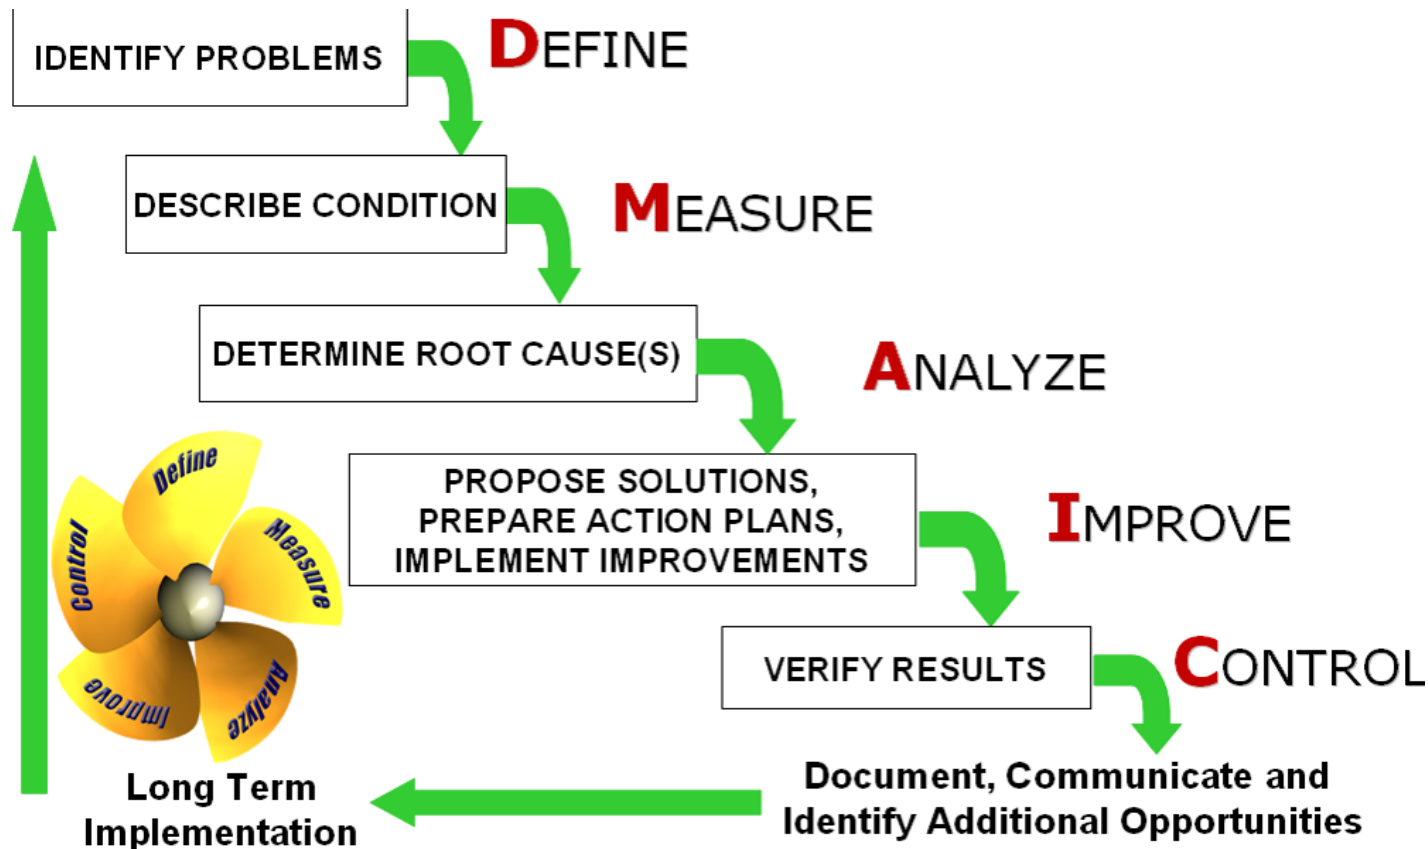 IDENTIFY PROBLEMS
DEFINE
DESCRIBE CONDITION
MEASURE
DETERMINE ROOT CAUSE(S)
ANALYZE
PROPOSE SOLUTIONS,
PREPARE ACTION PLANS,
IMPLEMENT IMPROVEMENTS
IMPROVE
VERIFY RESULTS
CONTROL
Define
Measure
Analyze
Improve
Control
Document, Communicate and
Identify Additional Opportunities
Long Term
Implementation